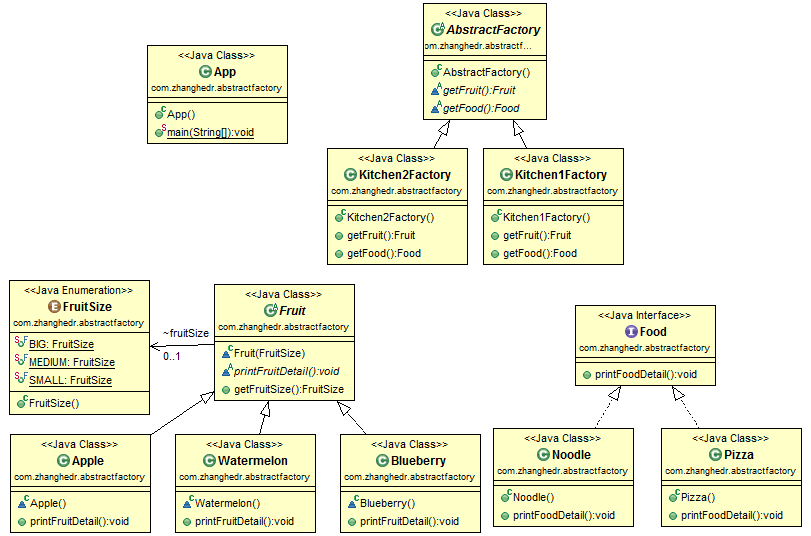 <<Java Class>>
App
com.zhanghedr.abstractfactory
App()
main(String[]):void
<<Java Class>>
AbstractFactory
com.zhanghedr.abstractf...
AbstractFactory()
getFruit():Fruit
getFood():Food
<<Java Class>>
Kitchen2Factory
com.zhanghedr.abstractfactory
Kitchen2Factory()
getFruit():Fruit
getFood():Food
<<Java Class>>
Kitchen1Factory
com.zhanghedr.abstractfactory
Kitchen1Factory()
getFruit():Fruit
getFood():Food
<<Java Enumeration>>
FruitSize
com.zhanghedr.abstractfactory
BIG: FruitSize
MEDIUM: FruitSize
SMALL: FruitSize
FruitSize()
~fruitSize
0..1
<<Java Class>>
Fruit
com.zhanghedr.abstractfactory
Fruit(FruitSize)
printFruitDetail():void
getFruitSize():FruitSize
<<Java Interface>>
Food
com.zhanghedr.abstractfactory
printFoodDetail():void
<<Java Class>>
Apple
com.zhanghedr.abstractfactory
Apple()
printFruitDetail():void
<<Java Class>>
Watermelon
com.zhanghedr.abstractfactory
Watermelon()
printFruitDetail():void
<<Java Class>>
Blueberry
com.zhanghedr.abstractfactory
Blueberry()
printFruitDetail():void
<<Java Class>>
Noodle
com.zhanghedr.abstractfactory
Noodle()
printFoodDetail():void
<<Java Class>>
Pizza
com.zhanghedr.abstractfactory
Pizza()
printFoodDetail():void